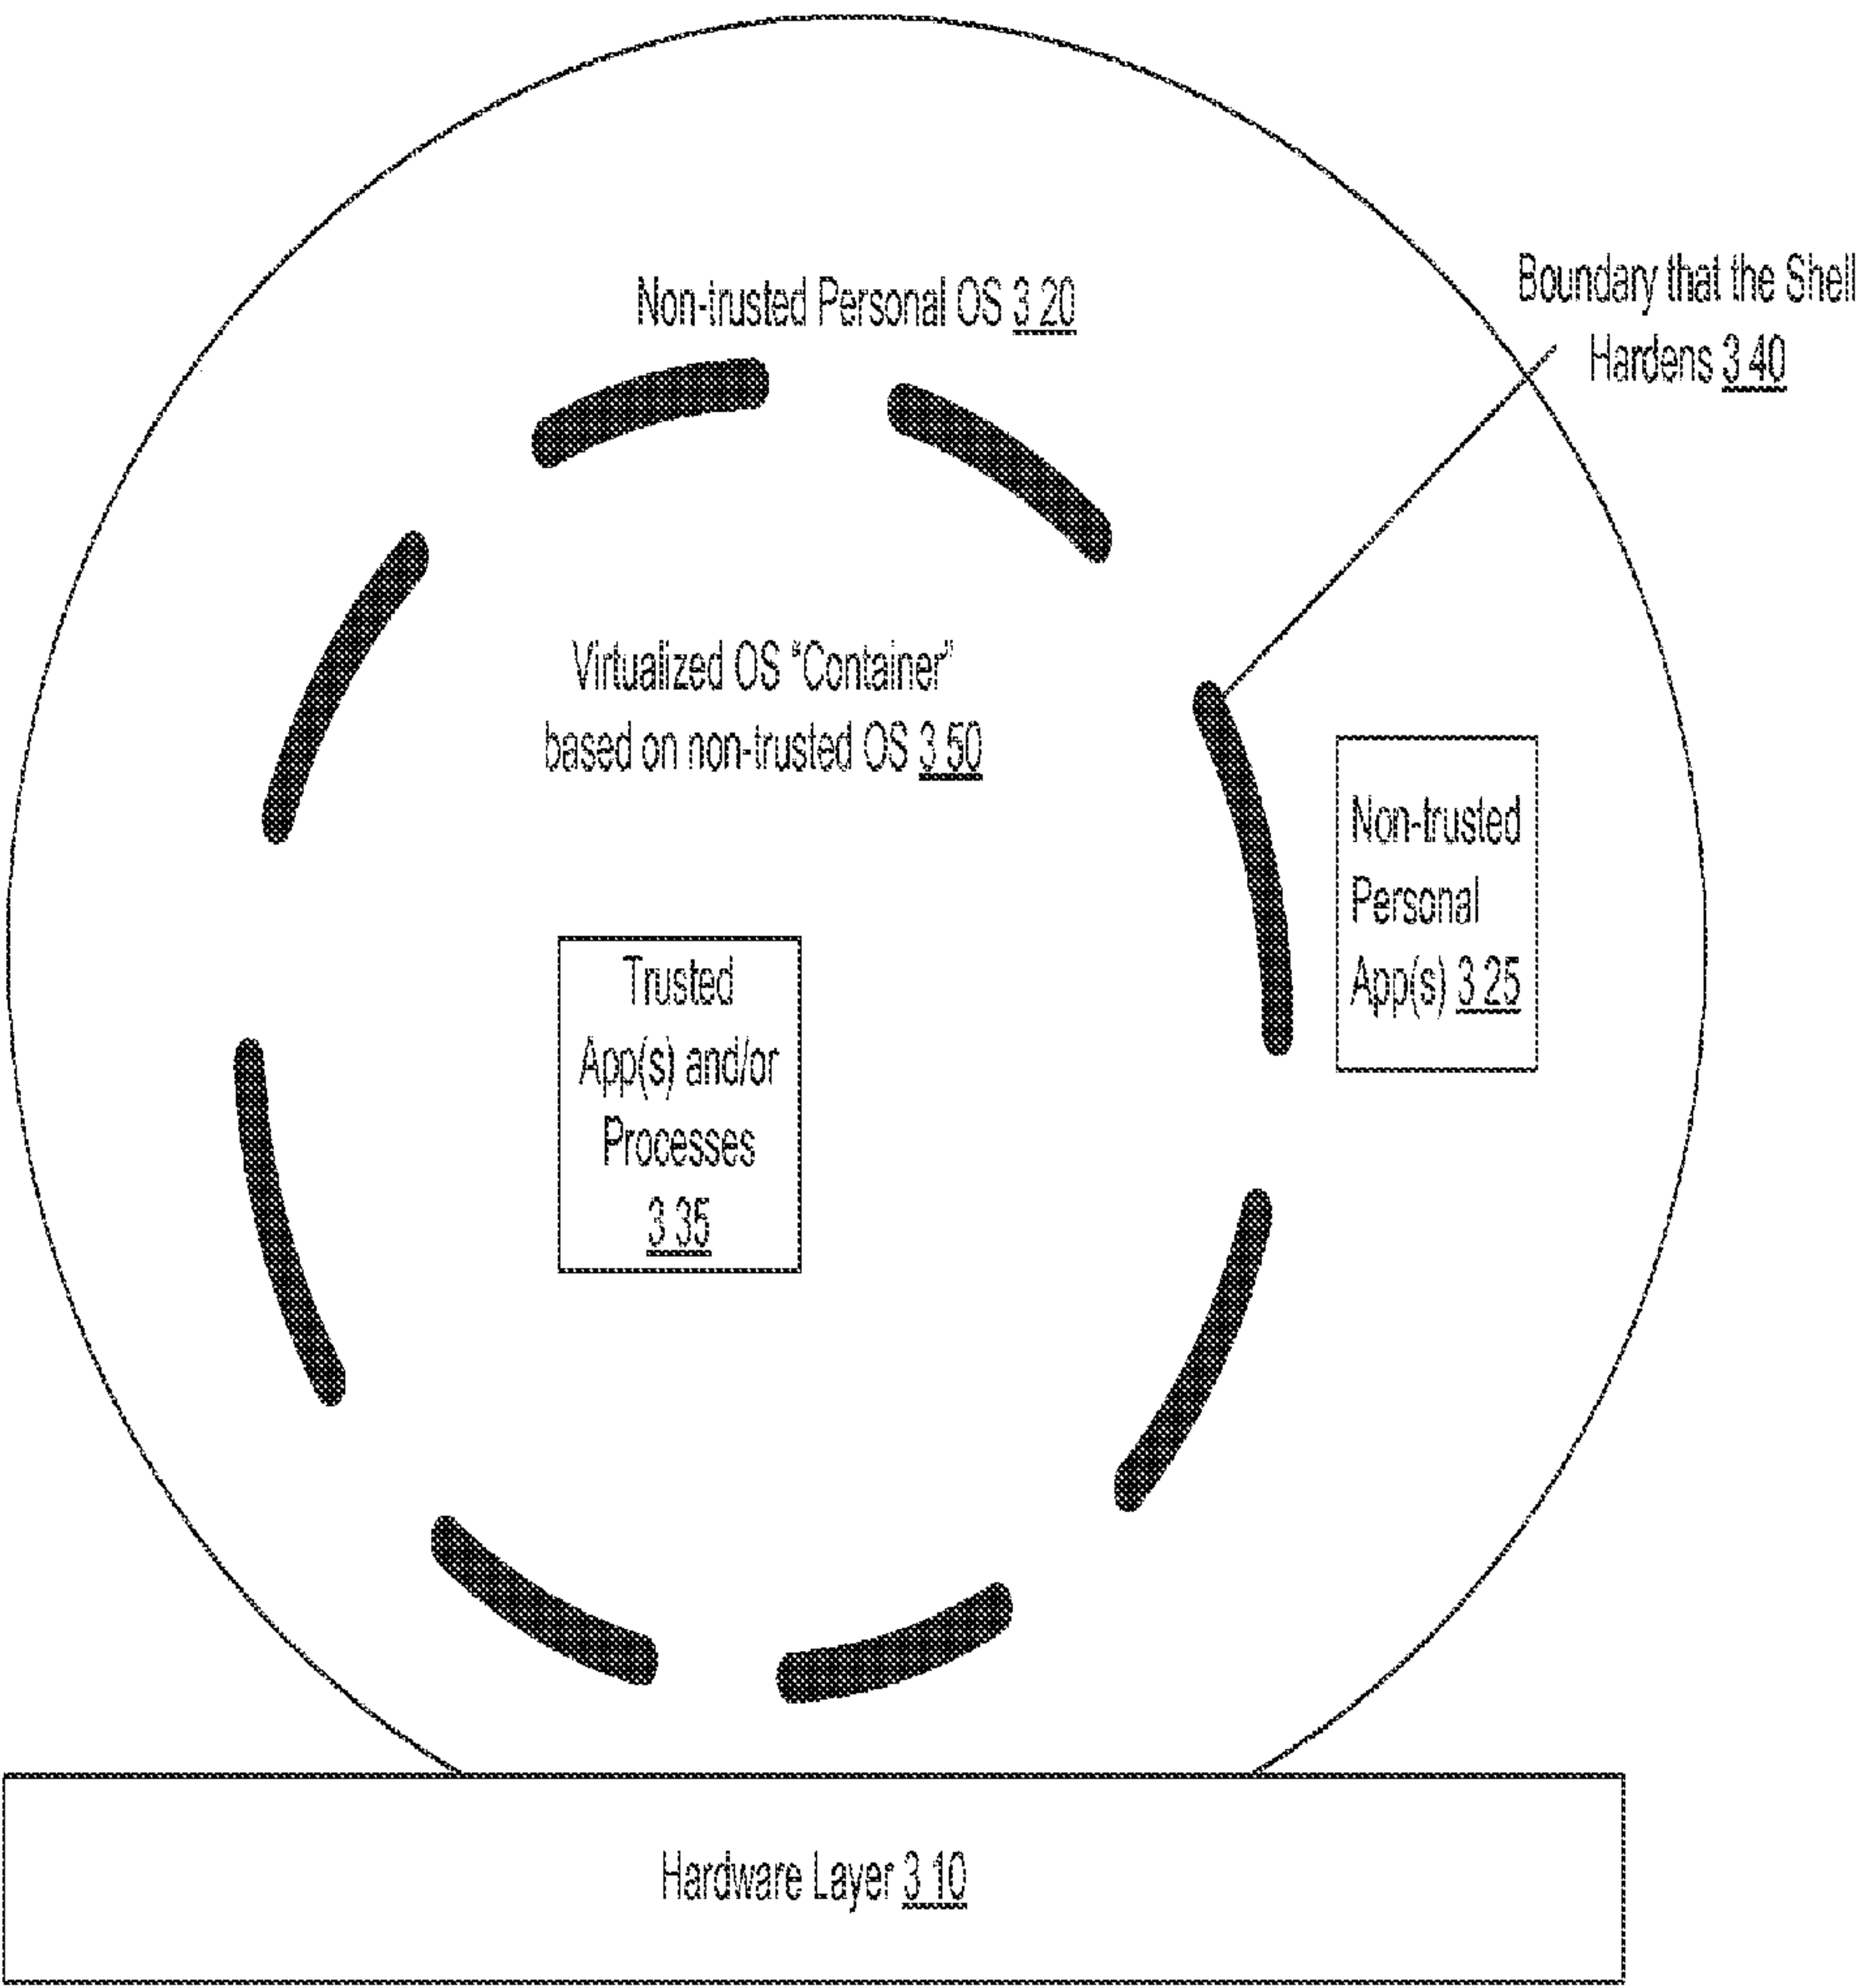 Non-trusted Personal OS 3 20
Boundary that the Shell
Hardens 3 40
Virtualized OS “Container”
based on non-trusted OS 3 50
Non-trusted
Personal
App(s) 3 25
Trusted
App(s) and/or
Processes
3 35
Hardware Layer 3 10